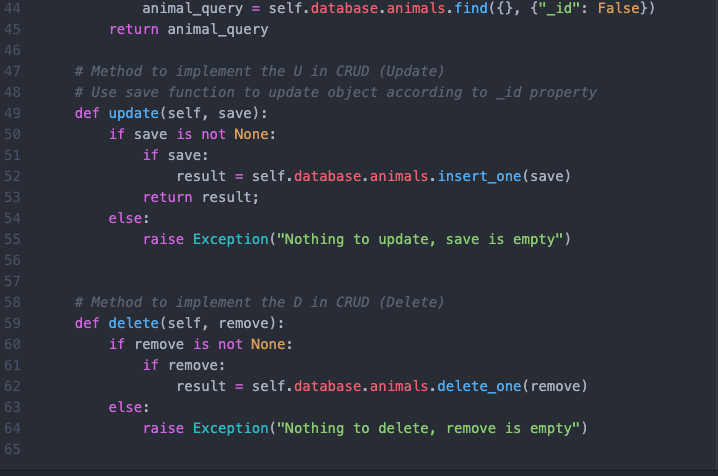 44 animal_query = self.database.animals.find({}, {"_id": False})
45 return animal_query
46
47 # Method to implement the U in CRUD (Update)
48 # Use save function to update object according to _id property
49 def update(self, save):
50 if save is not None:
51 if save:
52 result = self.database.animals.insert_one(save)
53 return result;
54 else:
55 raise Exception("Nothing to update, save is empty")
56
57
58 # Method to implement the D in CRUD (Delete)
59 def delete(self, remove):
60 if remove is not None:
61 if remove:
62 result = self.database.animals.delete_one(remove)
63 else:
64 raise Exception("Nothing to delete, remove is empty")
65